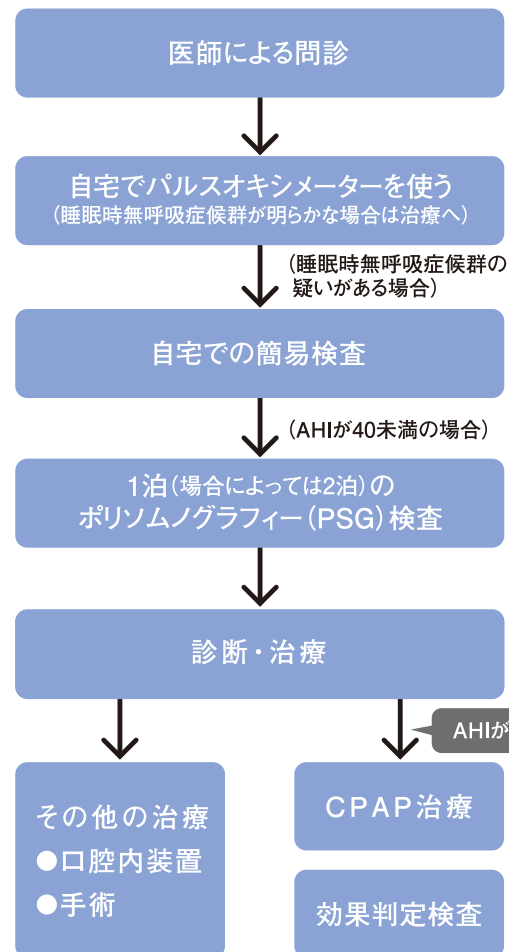 医師による問診
自宅でパルスオキシメーターを使う
(睡眠時無呼吸症候群が明らかな場合は治療へ)
(睡眠時無呼吸症候群の
疑いがある場合)
自宅での簡易検査
(AHIが40未満の場合)
1泊(場合によっては2泊)の
ポリソムノグラフィー(PSG)検査
診断・治療
AHIが
その他の治療
●口腔内装置
●手術
CPAP治療
効果判定検査